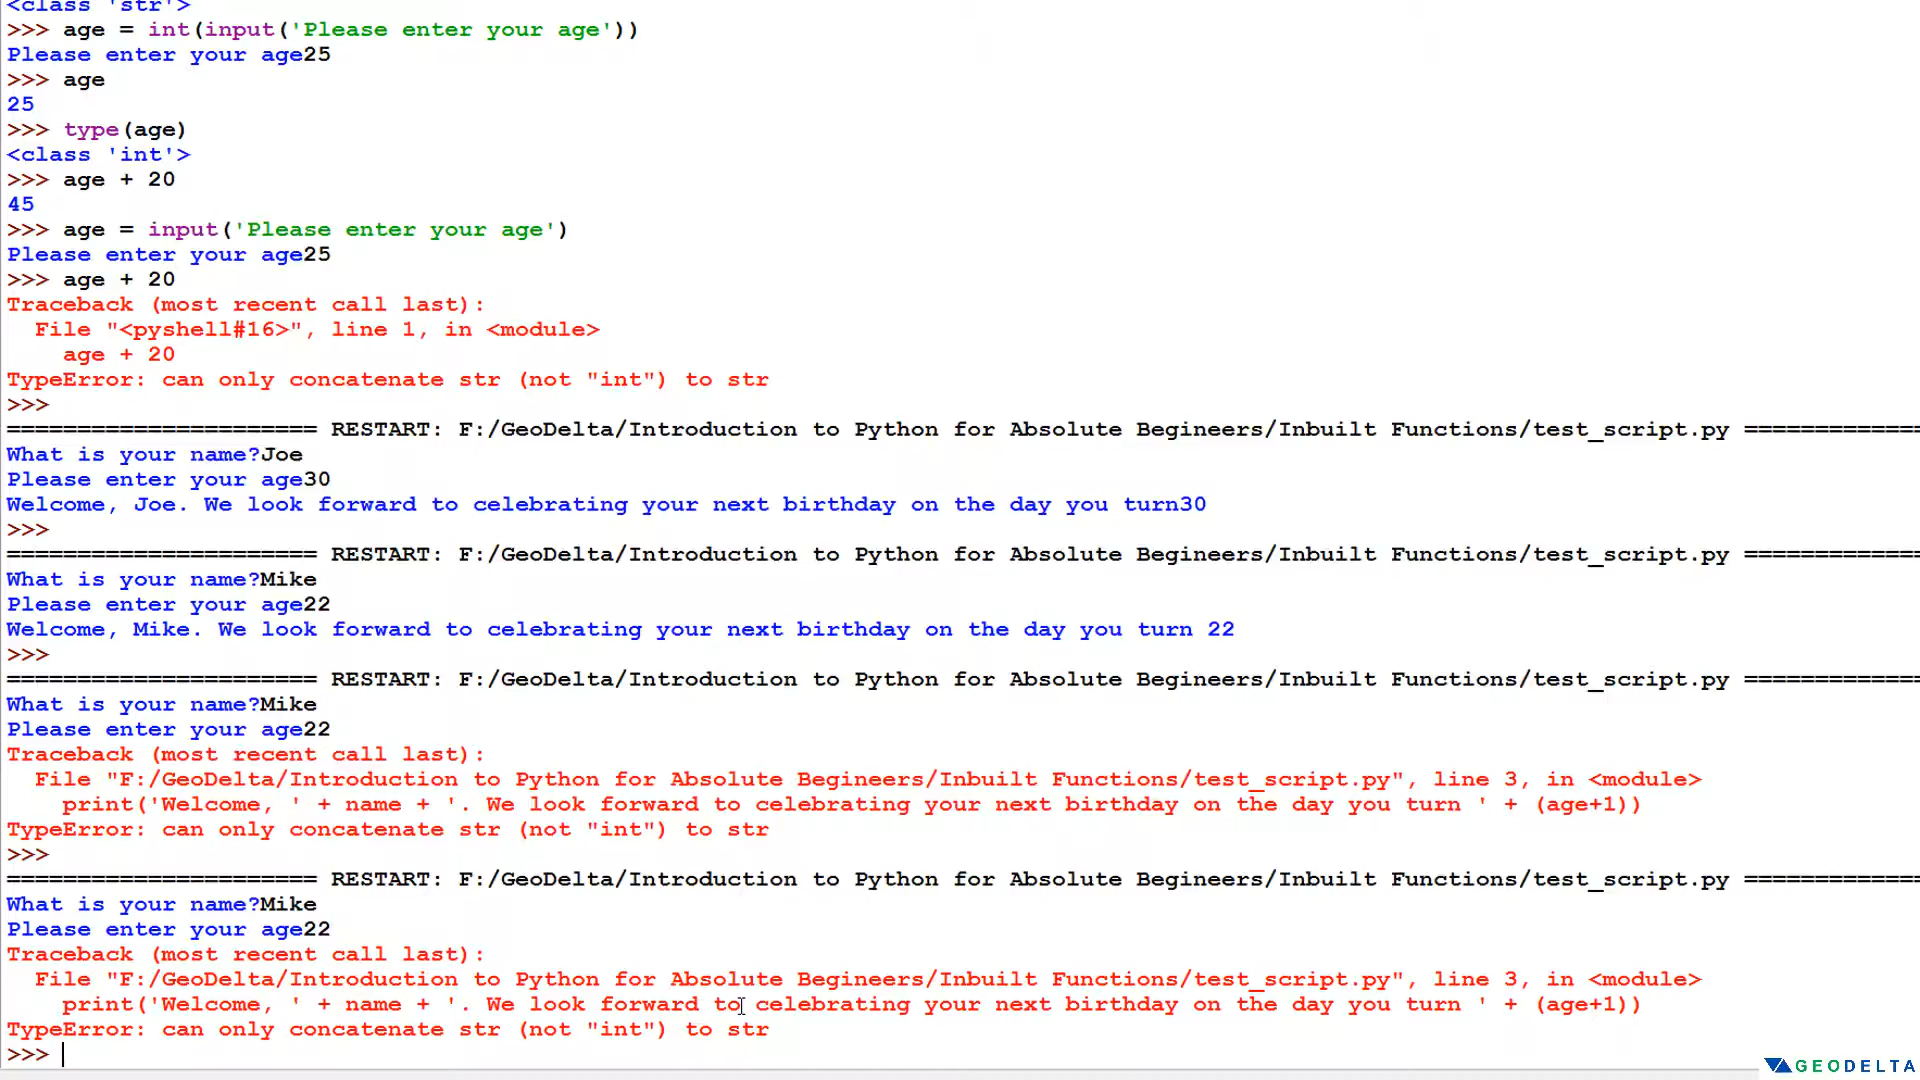 <class 'str'>
>>> age = int(input('Please enter your age'))
Please enter your age25
>>> age
25
>>> type(age)
<class 'int'>
>>> age + 20
45
>>> age = input('Please enter your age')
Please enter your age25
>>> age + 20
Traceback (most recent call last):
  File "<pyshell#16>", line 1, in <module>
    age + 20
TypeError: can only concatenate str (not "int") to str
>>>
====================== RESTART: F:/GeoDelta/Introduction to Python for Absolute Begineers/Inbuilt Functions/test_script.py =============
What is your name?Joe
Please enter your age30
Welcome, Joe. We look forward to celebrating your next birthday on the day you turn30
>>>
====================== RESTART: F:/GeoDelta/Introduction to Python for Absolute Begineers/Inbuilt Functions/test_script.py =============
What is your name?Mike
Please enter your age22
Welcome, Mike. We look forward to celebrating your next birthday on the day you turn 22
>>>
====================== RESTART: F:/GeoDelta/Introduction to Python for Absolute Begineers/Inbuilt Functions/test_script.py =============
What is your name?Mike
Please enter your age22
Traceback (most recent call last):
  File "F:/GeoDelta/Introduction to Python for Absolute Begineers/Inbuilt Functions/test_script.py", line 3, in <module>
    print('Welcome, ' + name + '. We look forward to celebrating your next birthday on the day you turn ' + (age+1))
TypeError: can only concatenate str (not "int") to str
>>>
====================== RESTART: F:/GeoDelta/Introduction to Python for Absolute Begineers/Inbuilt Functions/test_script.py =============
What is your name?Mike
Please enter your age22
Traceback (most recent call last):
  File "F:/GeoDelta/Introduction to Python for Absolute Begineers/Inbuilt Functions/test_script.py", line 3, in <module>
    print('Welcome, ' + name + '. We look forward to celebrating your next birthday on the day you turn ' + (age+1))
TypeError: can only concatenate str (not "int") to str
>>>
GEODELTA